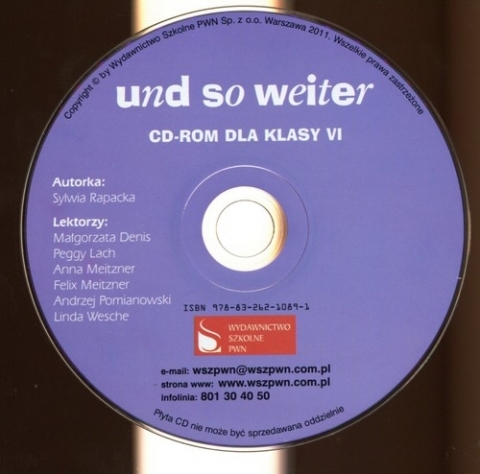 Copyright © by Wydawnictwo Szkolne PWN Sp. z o.o. Warszawa 2011. Wszelkie prawa zastrzeżone
und so weiter
CD-ROM DLA KLASY VI
Autorka:
Sylwia Rapacka
Lektorzy:
Małgorzata Denis
Peggy Lach
Anna Meitzner
Felix Meitzner
Andrzej Pomianowski
Linda Wesche
ISBN 978-83-262-1089-1
WYDAWNICTWO
SZKOLNE
PWN
e-mail: wszpwn@wszpwn.com.pl
strona www: www.wszpwn.com.pl
infolinia: 801 30 40 50
Płyta CD nie może być sprzedawana oddzielnie